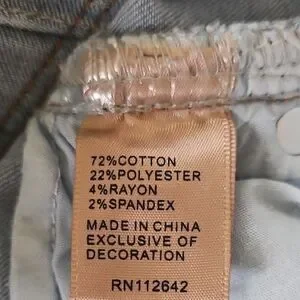 72%COTTON
22%POLYESTER
4%RAYON
2%SPANDEX
MADE IN CHINA
EXCLUSIVE OF
DECORATION
RN112642